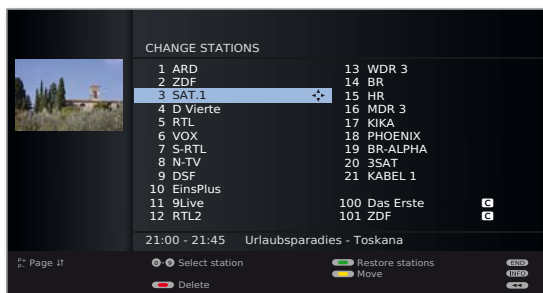 CHANGE STATIONS
1 ARD
2 ZDF
3 SAT.1
4 D Vierte
5 RTL
6 VOX
7 S-RTL
8 N-TV
9 DSF
10 EinsPlus
11 9Live
12 RTL2
13 WDR 3
14 BR
15 HR
16 MDR 3
17 KIKA
18 PHOENIX
19 BR-ALPHA
20 3SAT
21 KABEL 1
100 Das Erste C
101 ZDF C
21:00 - 21:45 Urlaubsparadies - Toskana
P+ P- Page ↓↑
0-9 Select station
Delete
Restore stations
Move
END
INFO